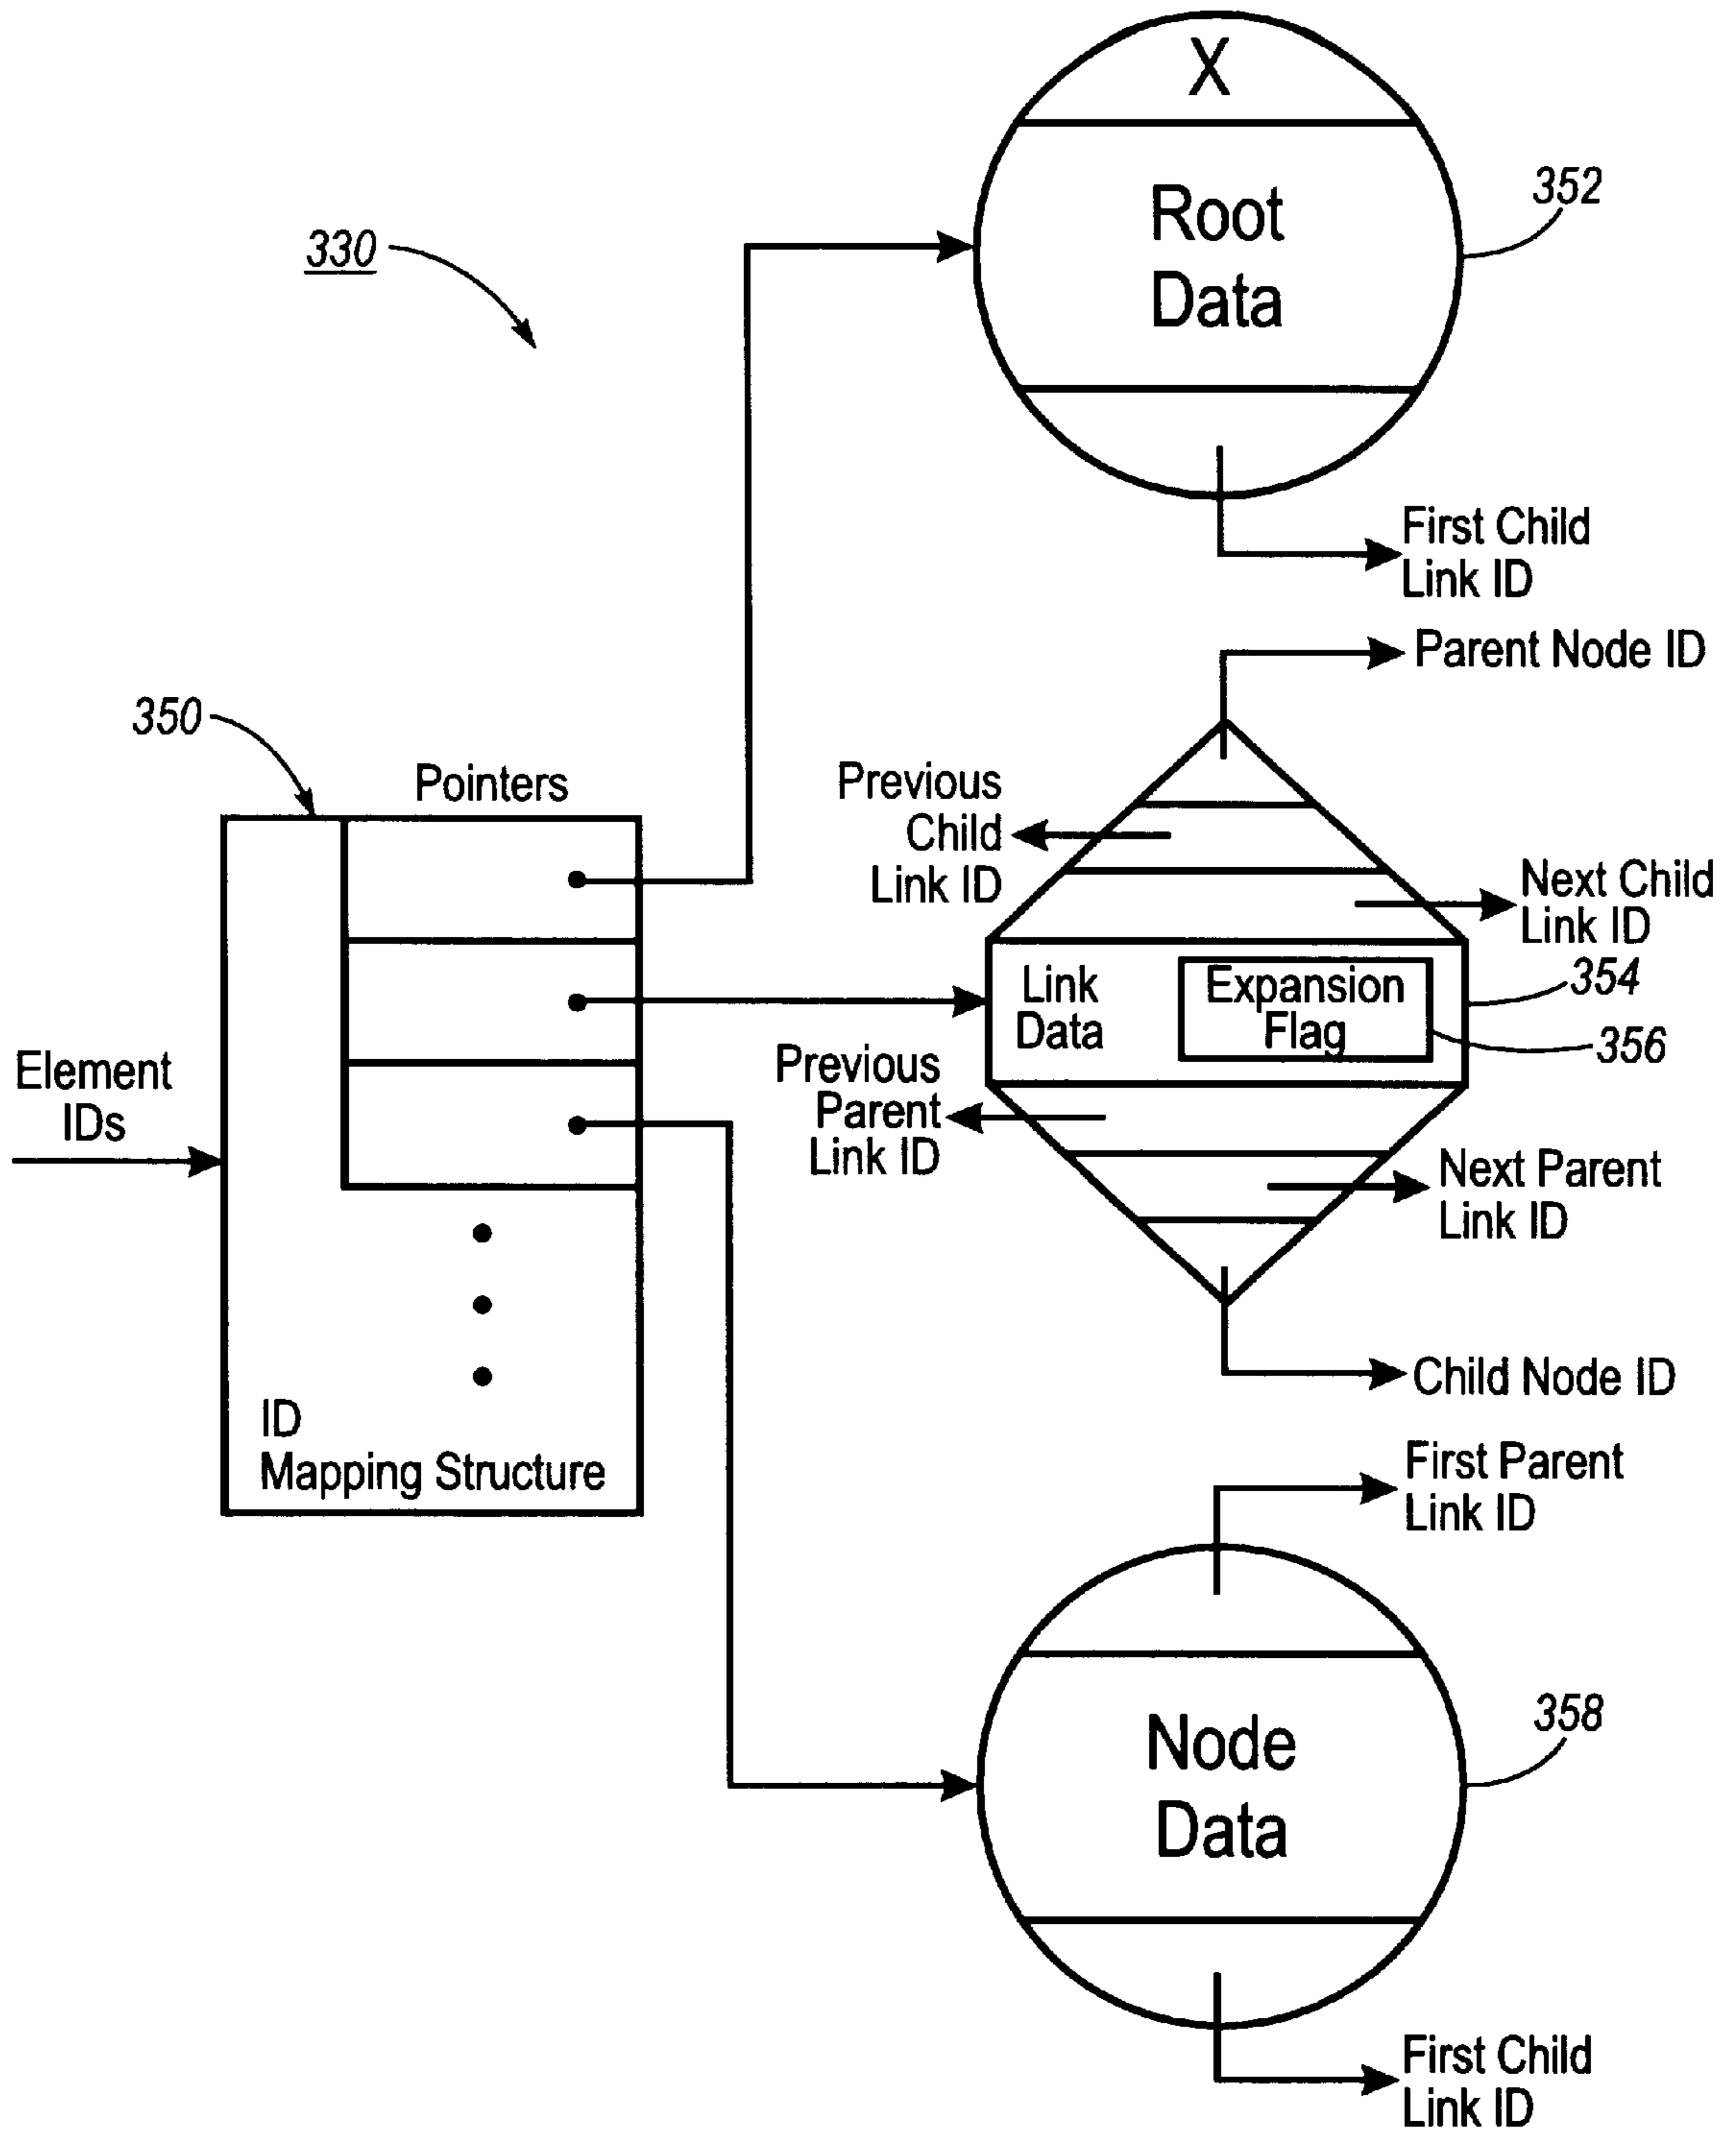 X
Root
Data
352
330
First Child
Link ID
Parent Node ID
350
Pointers
Previous
Child
Link ID
Next Child
Link ID
Link
Data
Expansion
Flag
354
356
Element
IDs
Previous
Parent
Link ID
Next Parent
Link ID
Child Node ID
ID
Mapping Structure
First Parent
Link ID
Node
Data
358
First Child
Link ID